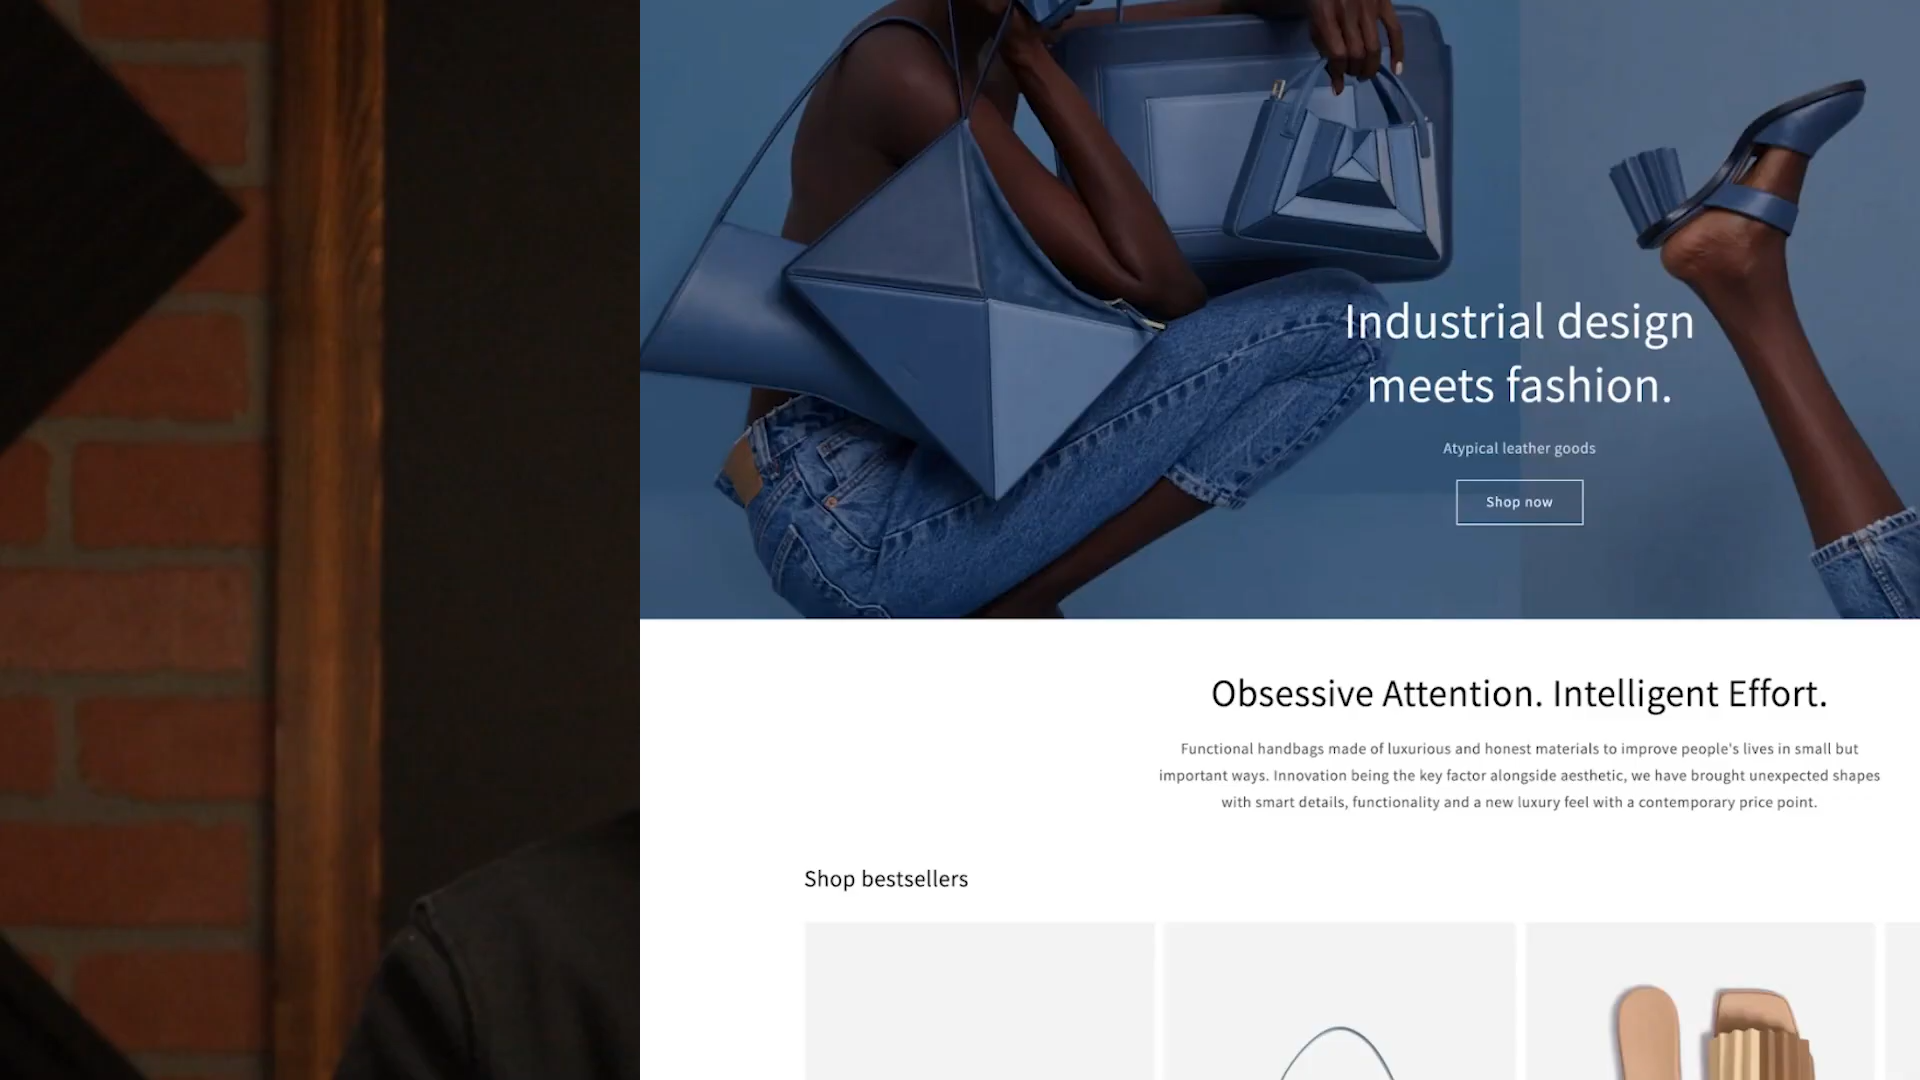 Industrial design
meets fashion.
Atypical leather goods
Shop now
Obsessive Attention. Intelligent Effort.
Functional handbags made of luxurious and honest materials to improve people's lives in small but
important ways. Innovation being the key factor alongside aesthetic, we have brought unexpected shapes
with smart details, functionality and a new luxury feel with a contemporary price point.
Shop bestsellers